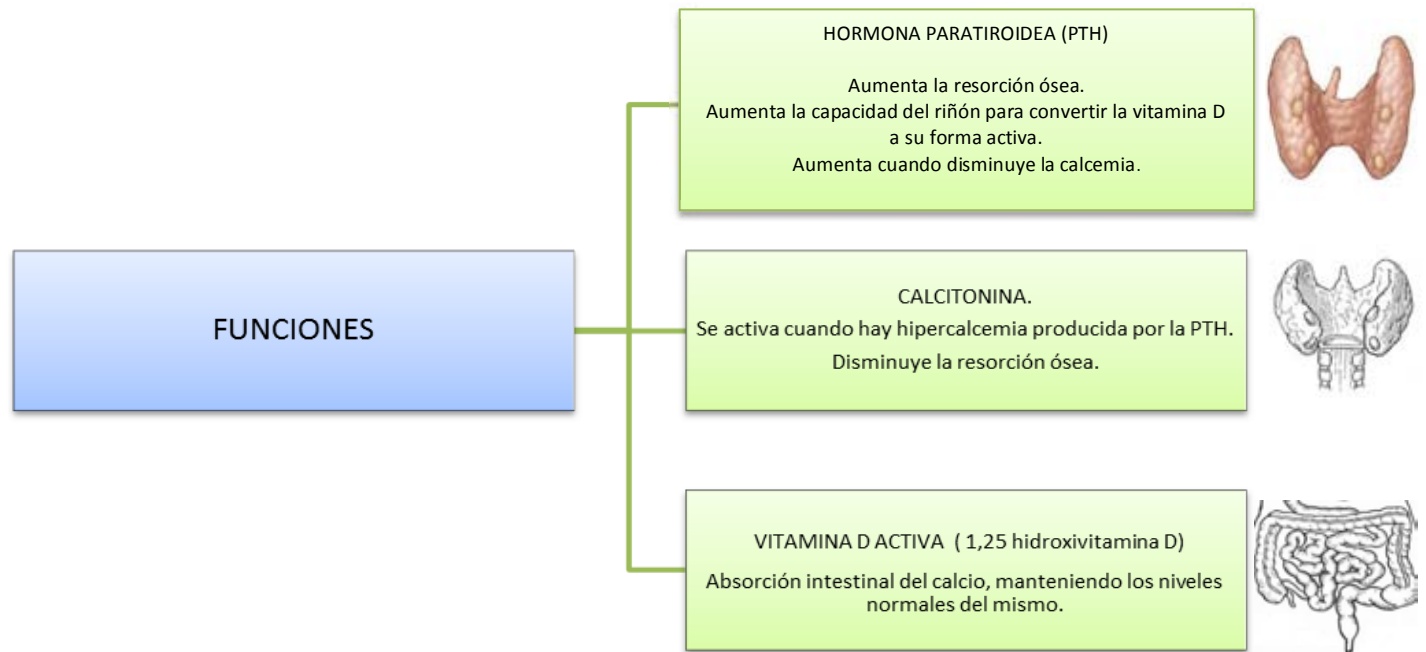 HORMONA PARATIROIDEA (PTH)
Aumenta la resorción ósea.
Aumenta la capacidad del riñón para convertir la vitamina D
a su forma activa.
Aumenta cuando disminuye la calcemia.
FUNCIONES
CALCITONINA.
Se activa cuando hay hipercalcemia producida por la PTH.
Disminuye la resorción ósea.
VITAMINA D ACTIVA ( 1,25 hidroxivitamina D)
Absorción intestinal del calcio, manteniendo los niveles
normales del mismo.